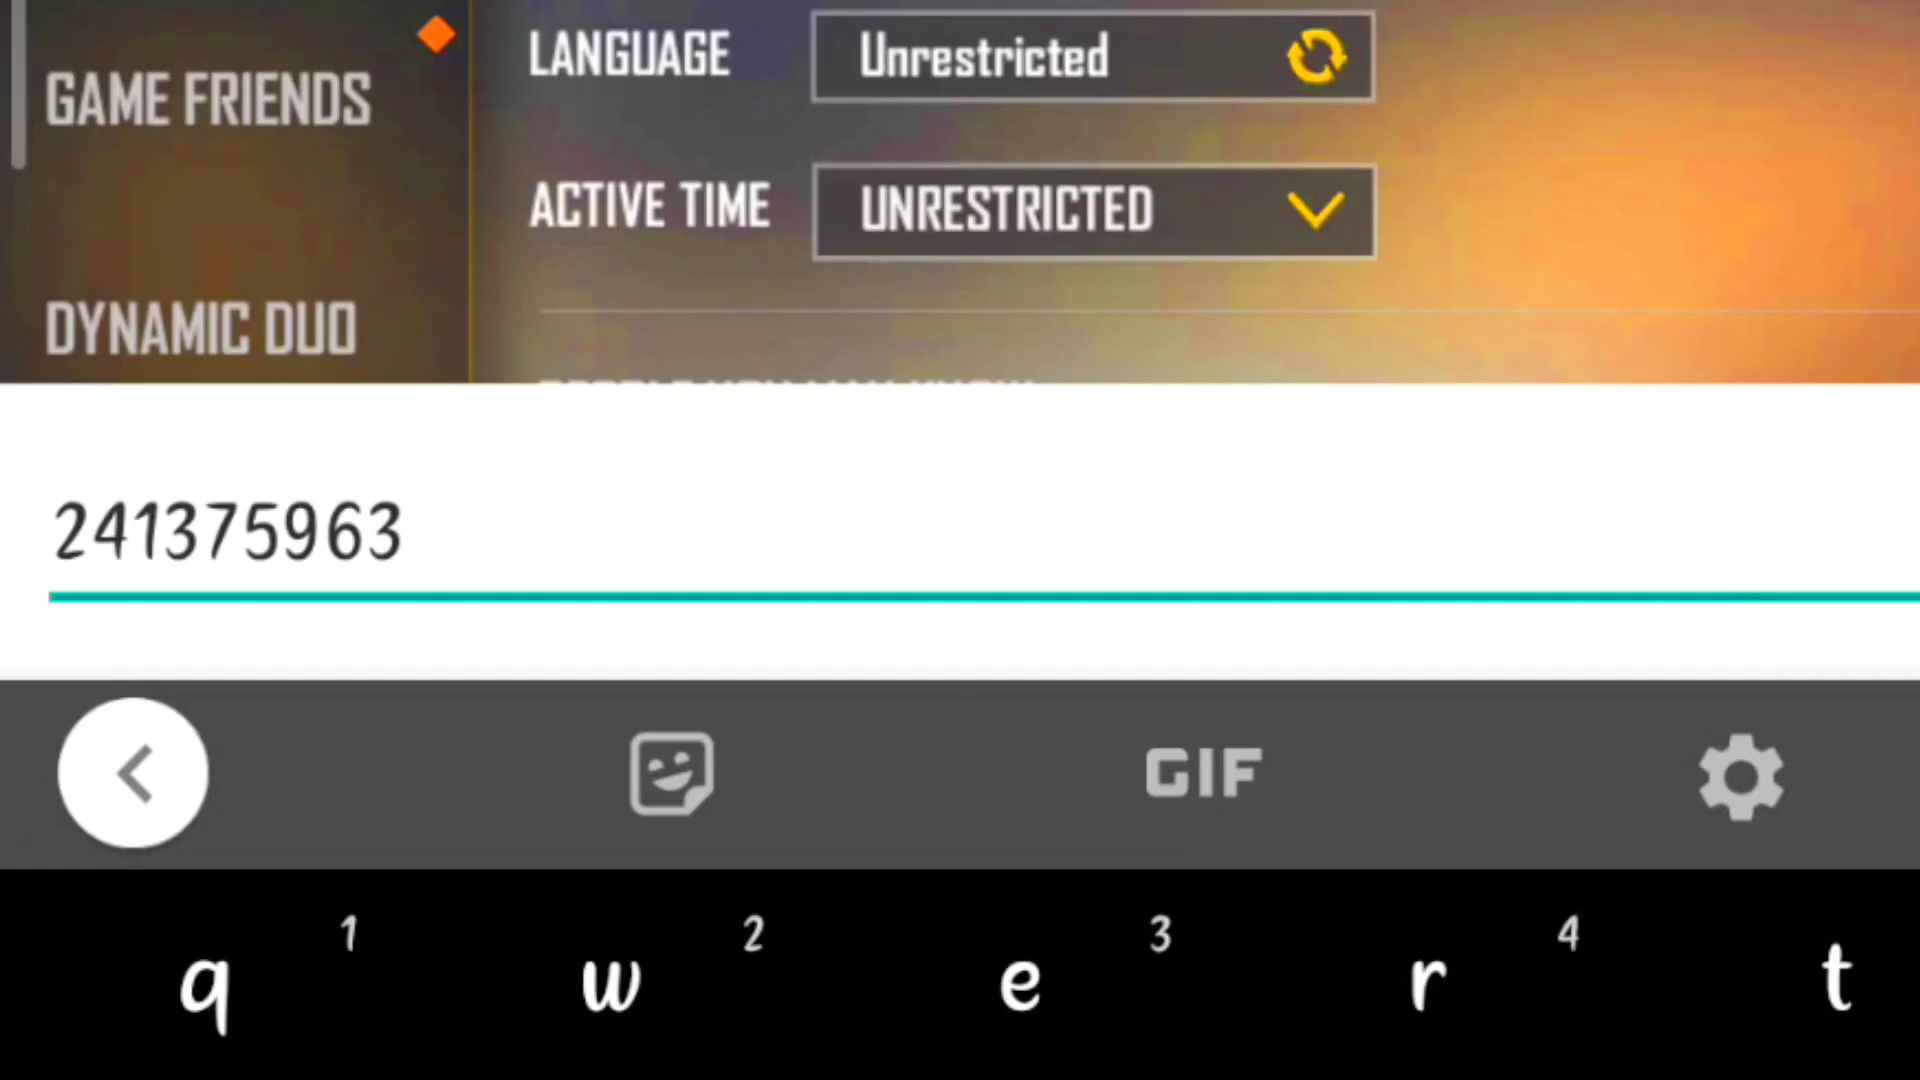 LANGUAGE Unrestricted
GAME FRIENDS
ACTIVE TIME UNRESTRICTED
DYNAMIC DUO
241375963
GIF
1 2 3 4
q w e r t